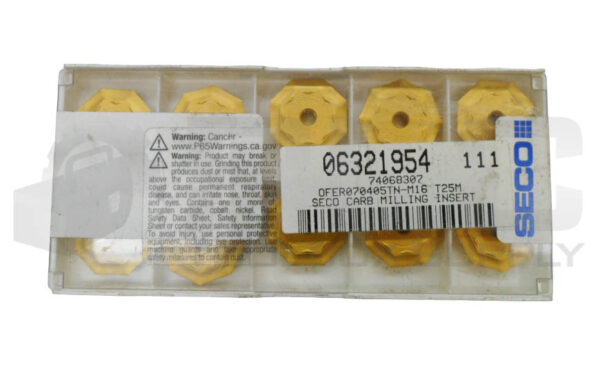 Warning: Cancer -
www.P65Warnings.ca.gov
Warning: Product may break or
shatter in use. Grinding this product
produces dust or mist that, at levels
above the occupational exposure limit,
could cause permanent respiratory
disease, and can irritate throat, skin
and eyes. Contains one or more of
tungsten carbide, cobalt nickel. Read
Safety Data Sheet, Safety Information
Sheet or contact your sales representative.
To avoid injury, use personal protective
equipment, including eye protection. Use
machine guards and take appropriate
safety measures to contain dust.
06321954 111
74068307
OFER070405TN-M16 T25M
SECO CARB MILLING INSERT
SECO